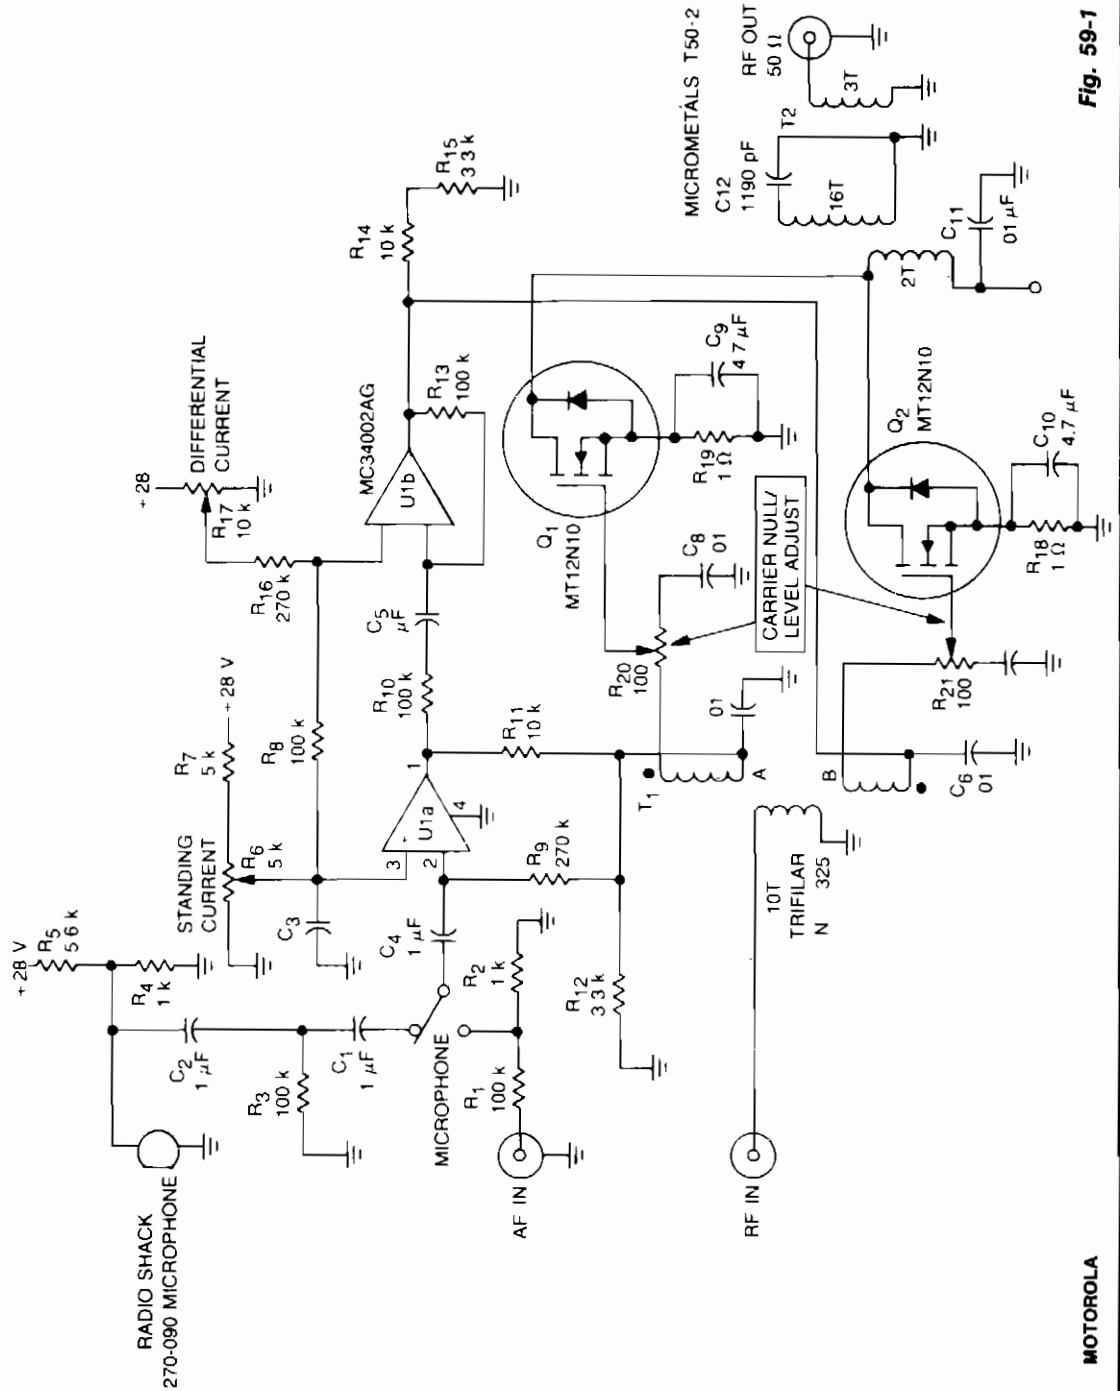 RADIO SHACK
270-090 MICROPHONE
+28 V
R5
5 6 k
R4
1 k
C2
1 µF
R3
100 k
C1
1 µF
MICROPHONE
AF IN
R1
100 k
R2
1 k
C4
1 µF
STANDING
CURRENT
R6
5 k
R7
5 k
+28 V
C3
R8
100 k
3
2
+
U1a
1
4
R9
270 k
R12
3 3 k
R10
100 k
R11
10 k
C5
µF
R16
270 k
+28
R17
10 k
DIFFERENTIAL
CURRENT
MC34002AG
U1b
R13
100 k
R14
10 k
R15
3 3 k
Q1
MT12N10
R19
1 Ω
C9
4 7 µF
R20
100
C8
01
CARRIER NULL/
LEVEL ADJUST
T1
A
01
B
C6
01
R21
100
RF IN
10T
TRIFILAR
N 325
Q2
MT12N10
R18
1 Ω
C10
4.7 µF
2T
C11
01 µF
MICROMETALS T50-2
C12
1190 pF
16T
T2
3T
RF OUT
50 Ω
MOTOROLA
Fig. 59-1